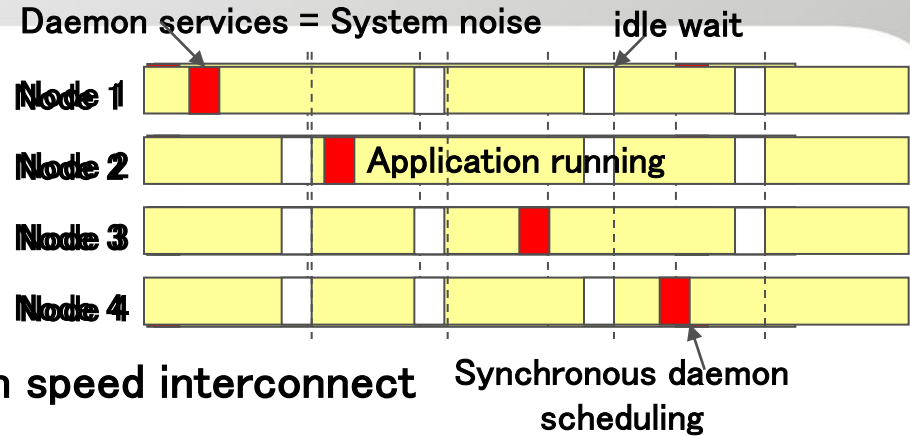 Daemon services = System noise
idle wait
Node 1
Node 2
Application running
Node 3
Node 4
speed interconnect
Synchronous daemon
scheduling